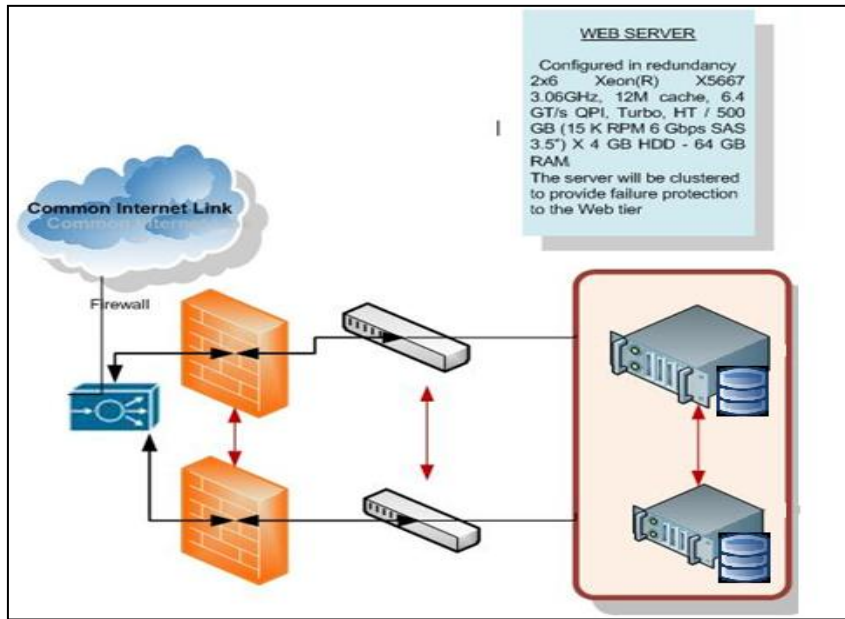 WEB SERVER
Configured in redundancy
2x6 Xeon(R) X5667
3.06GHz, 12M cache, 6.4
GT/s QPI, Turbo, HT / 500
GB (15 K RPM 6 Gbps SAS
3.5") X 4 GB HDD - 64 GB
RAM.
The server will be clustered
to provide failure protection
to the Web tier
Common Internet Link
Firewall